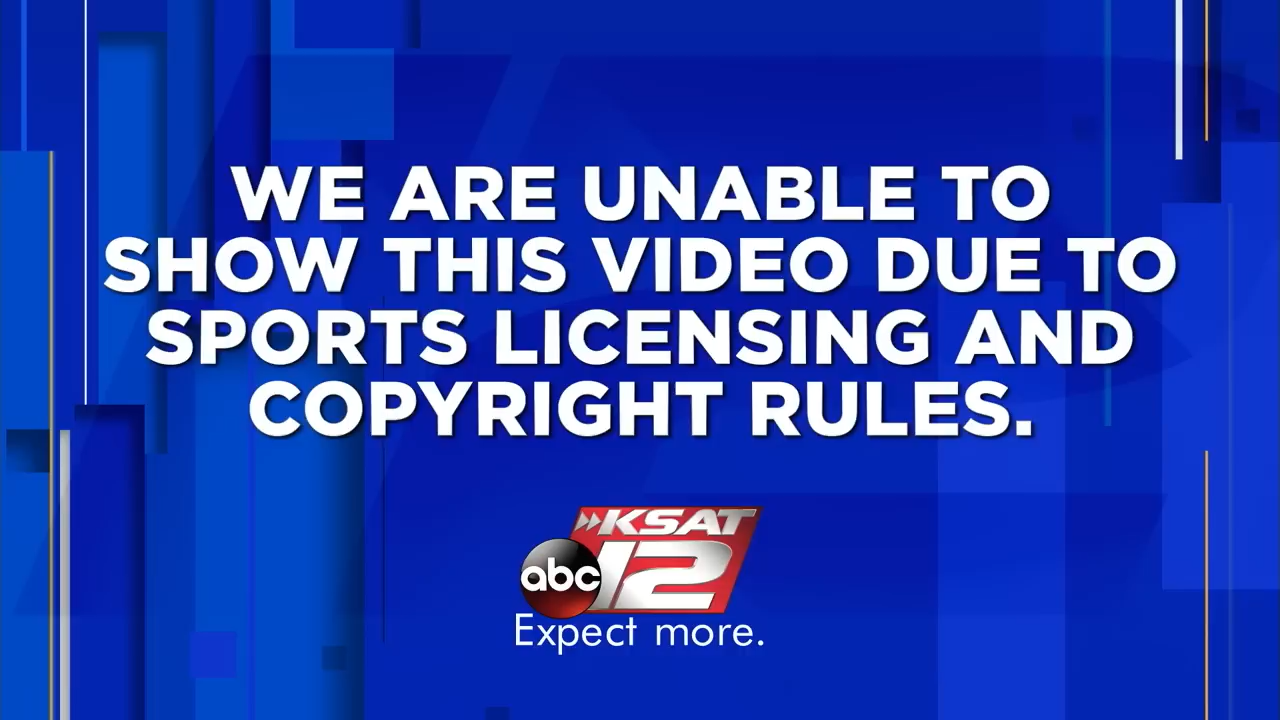 WE ARE UNABLE TO
SHOW THIS VIDEO DUE TO
SPORTS LICENSING AND
COPYRIGHT RULES.
KSAT
abc 12
Expect more.